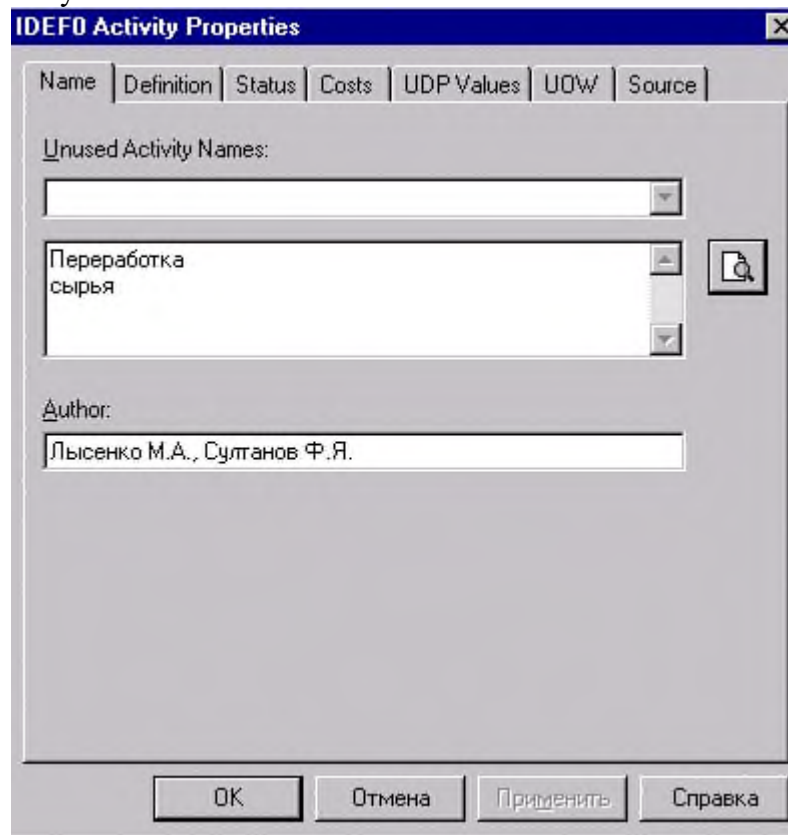 IDEF0 Activity Properties
Name Definition Status Costs UDP Values UOW Source
Unused Activity Names:
Переработка
сырья
Author:
Лысенко М.А., Султанов Ф.Я.
OK Отмена Применить Справка